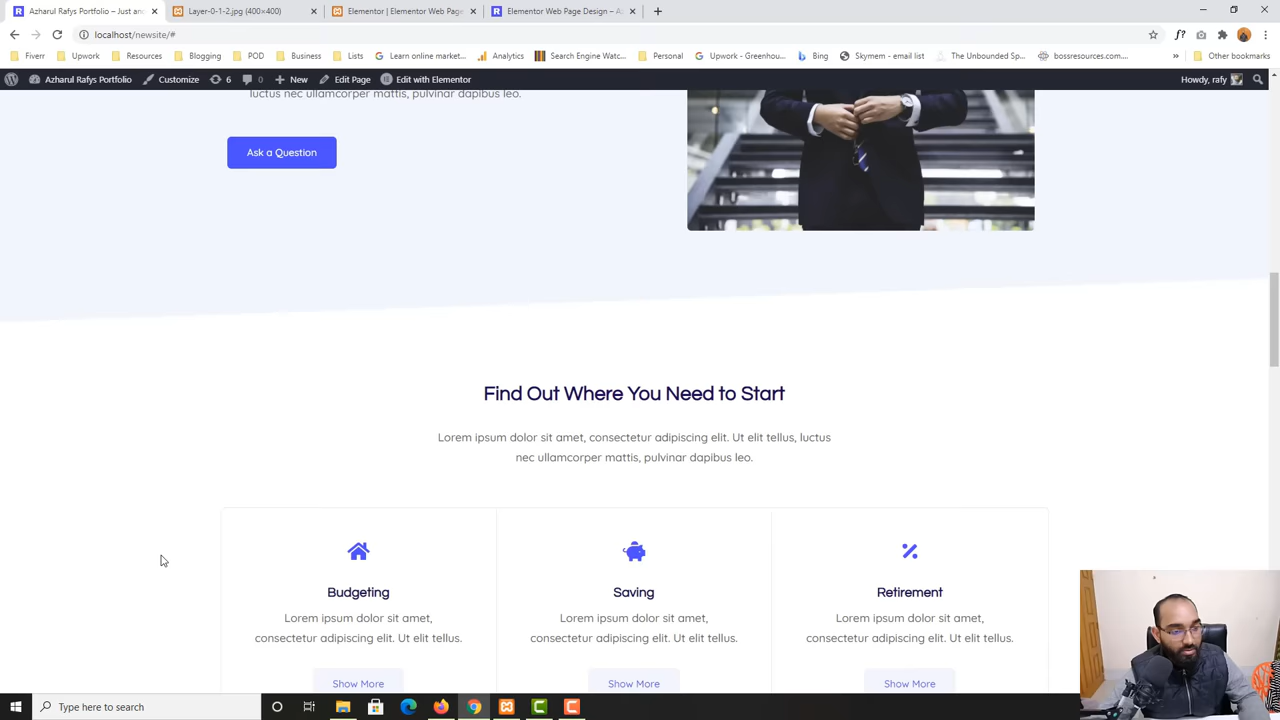 Azharul Rafys Portfolio – Just an
Layer-0-1-2.jpg (400×400)
Elementor | Elementor Web Page
Elementor Web Page Design – Az
localhost/newsite/#
Fiverr
Upwork
Resources
Blogging
POD
Business
Lists
Learn online market...
Analytics
Search Engine Watc...
Personal
Upwork - Greenhou...
Bing
Skymem - email list
The Unbounded Sp...
bossresources.com...
Other bookmarks
Azharul Rafys Portfolio
Customize
6
0
New
Edit Page
Edit with Elementor
Howdy, rafy
luctus nec ullamcorper mattis, pulvinar dapibus leo.
Ask a Question
Find Out Where You Need to Start
Lorem ipsum dolor sit amet, consectetur adipiscing elit. Ut elit tellus, luctus
nec ullamcorper mattis, pulvinar dapibus leo.
Budgeting
Lorem ipsum dolor sit amet,
consectetur adipiscing elit. Ut elit tellus.
Show More
Saving
Lorem ipsum dolor sit amet,
consectetur adipiscing elit. Ut elit tellus.
Show More
Retirement
Lorem ipsum dolor sit amet,
consectetur adipiscing elit. Ut elit tellus.
Show More
Type here to search